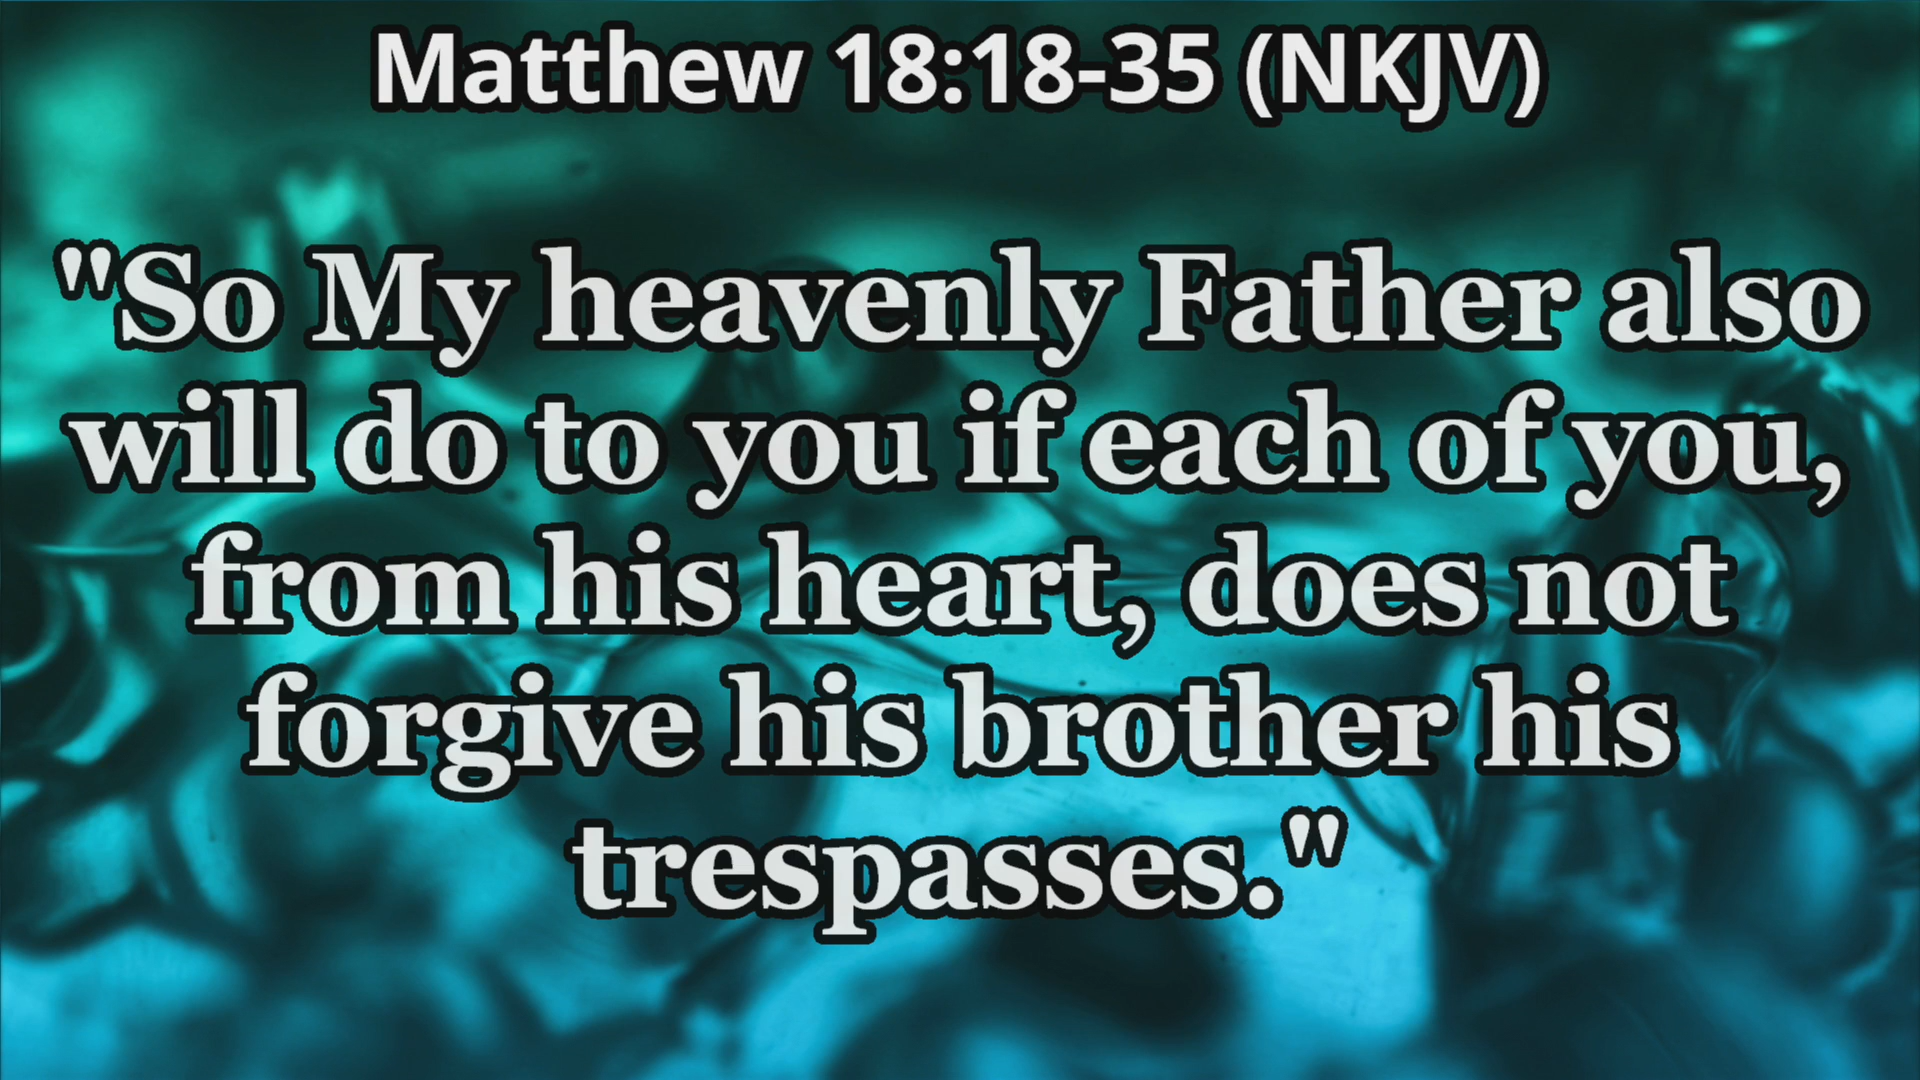 Matthew 18:18-35 (NKJV)
"So My heavenly Father also
will do to you if each of you,
from his heart, does not
forgive his brother his
trespasses."